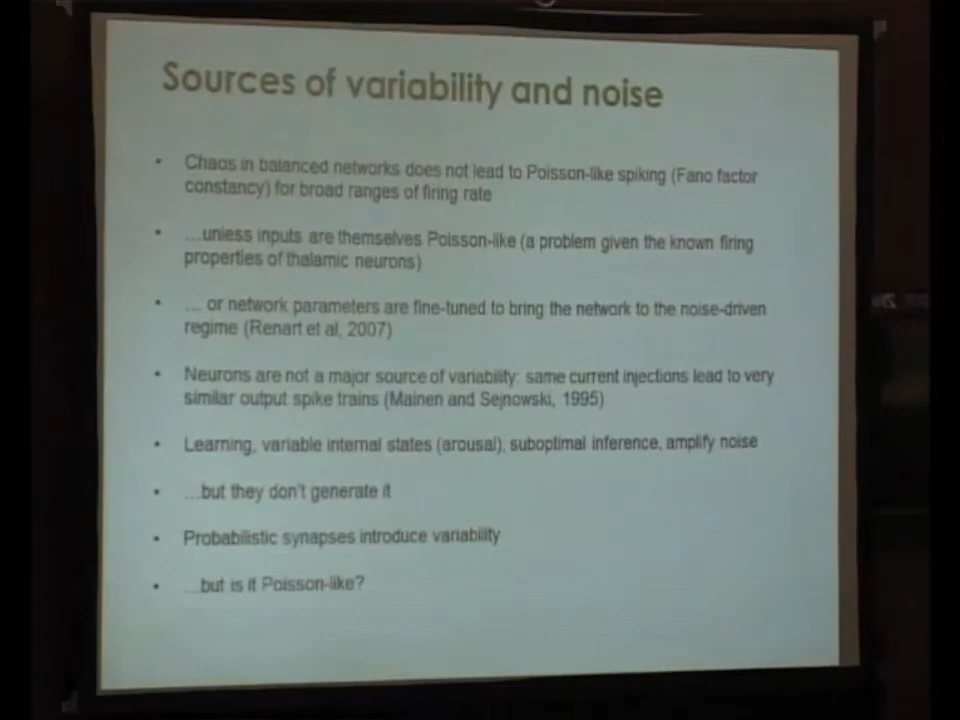 Sources of variability and noise
• Chaos in balanced networks does not lead to Poisson-like spiking (Fano factor
constancy) for broad ranges of firing rate
• ....unless inputs are themselves Poisson-like (a problem given the known firing
properties of thalamic neurons)
• .... or network parameters are fine-tuned to bring the network to the noise-driven
regime (Renart et al, 2007)
• Neurons are not a major source of variability: same current injections lead to very
similar output spike trains (Mainen and Sejnowski, 1995)
• Learning, variable internal states (arousal), suboptimal inference, amplify noise
• ....but they don't generate it
• Probabilistic synapses introduce variability
• ....but is it Poisson-like?